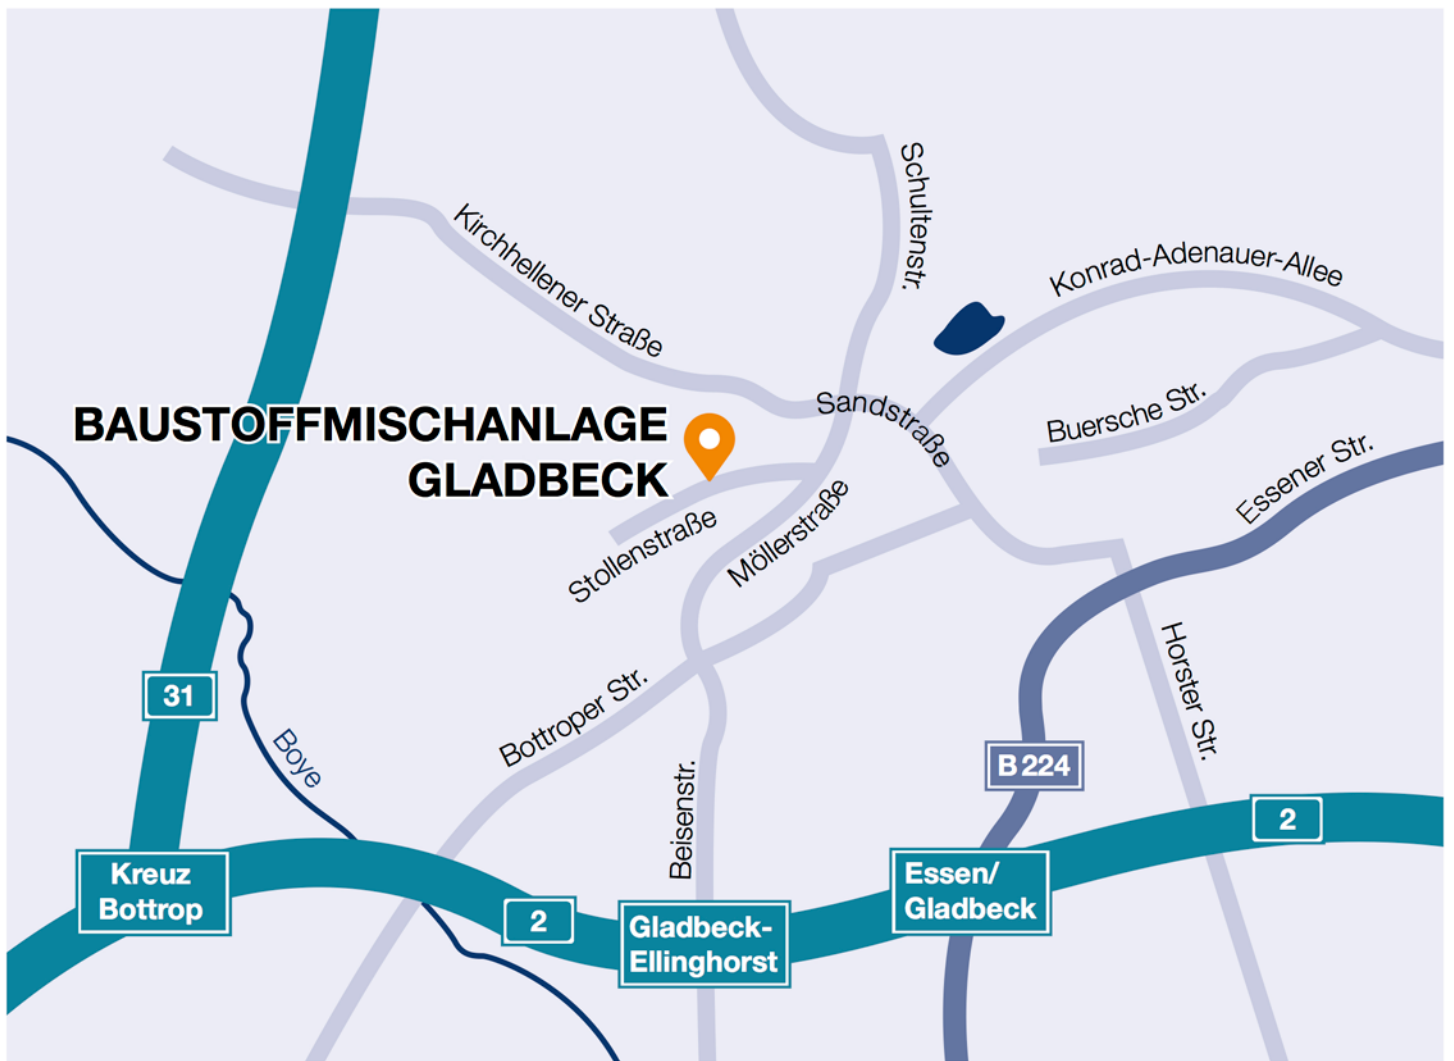 Schultenstr.
Kirchhellener Straße
Konrad-Adenauer-Allee
Sandstraße
Buersche Str.
BAUSTOFFMISCHANLAGE
GLADBECK
Essener Str.
Stollenstraße
Möllerstraße
Horster Str.
31
Bottroper Str.
Boye
B 224
Beisenstr.
2
Kreuz
Bottrop
Essen/
Gladbeck
2
Gladbeck-
Ellinghorst